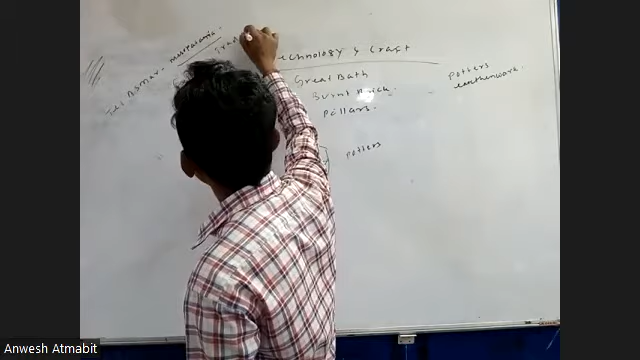 Tel Asmar - mesopotamia.
Technology & Craft
Great Bath
Burnt Brick.
Pillars.
potters
earthenware.
potters
Anwesh Atmabit